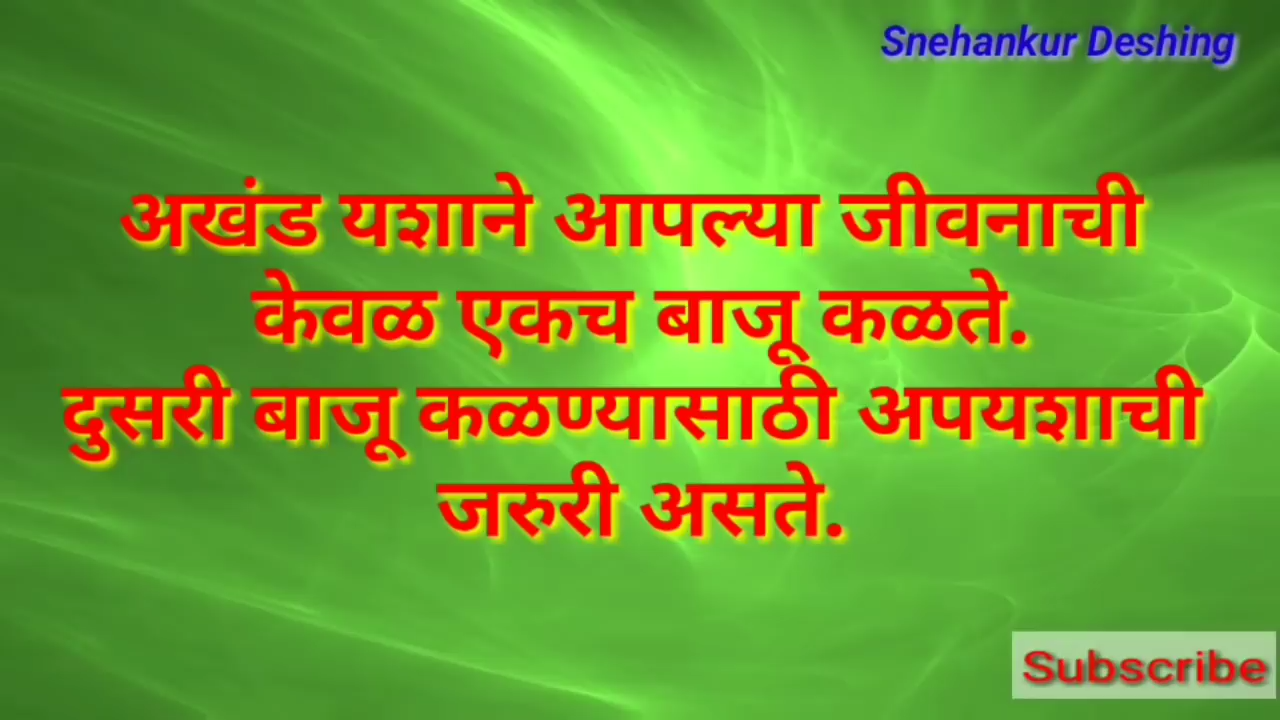 Snehankur Deshing
अखंड यशाने आपल्या जीवनाची
केवळ एकच बाजू कळते.
दुसरी बाजू कळण्यासाठी अपयशाची
जरुरी असते.
Subscribe